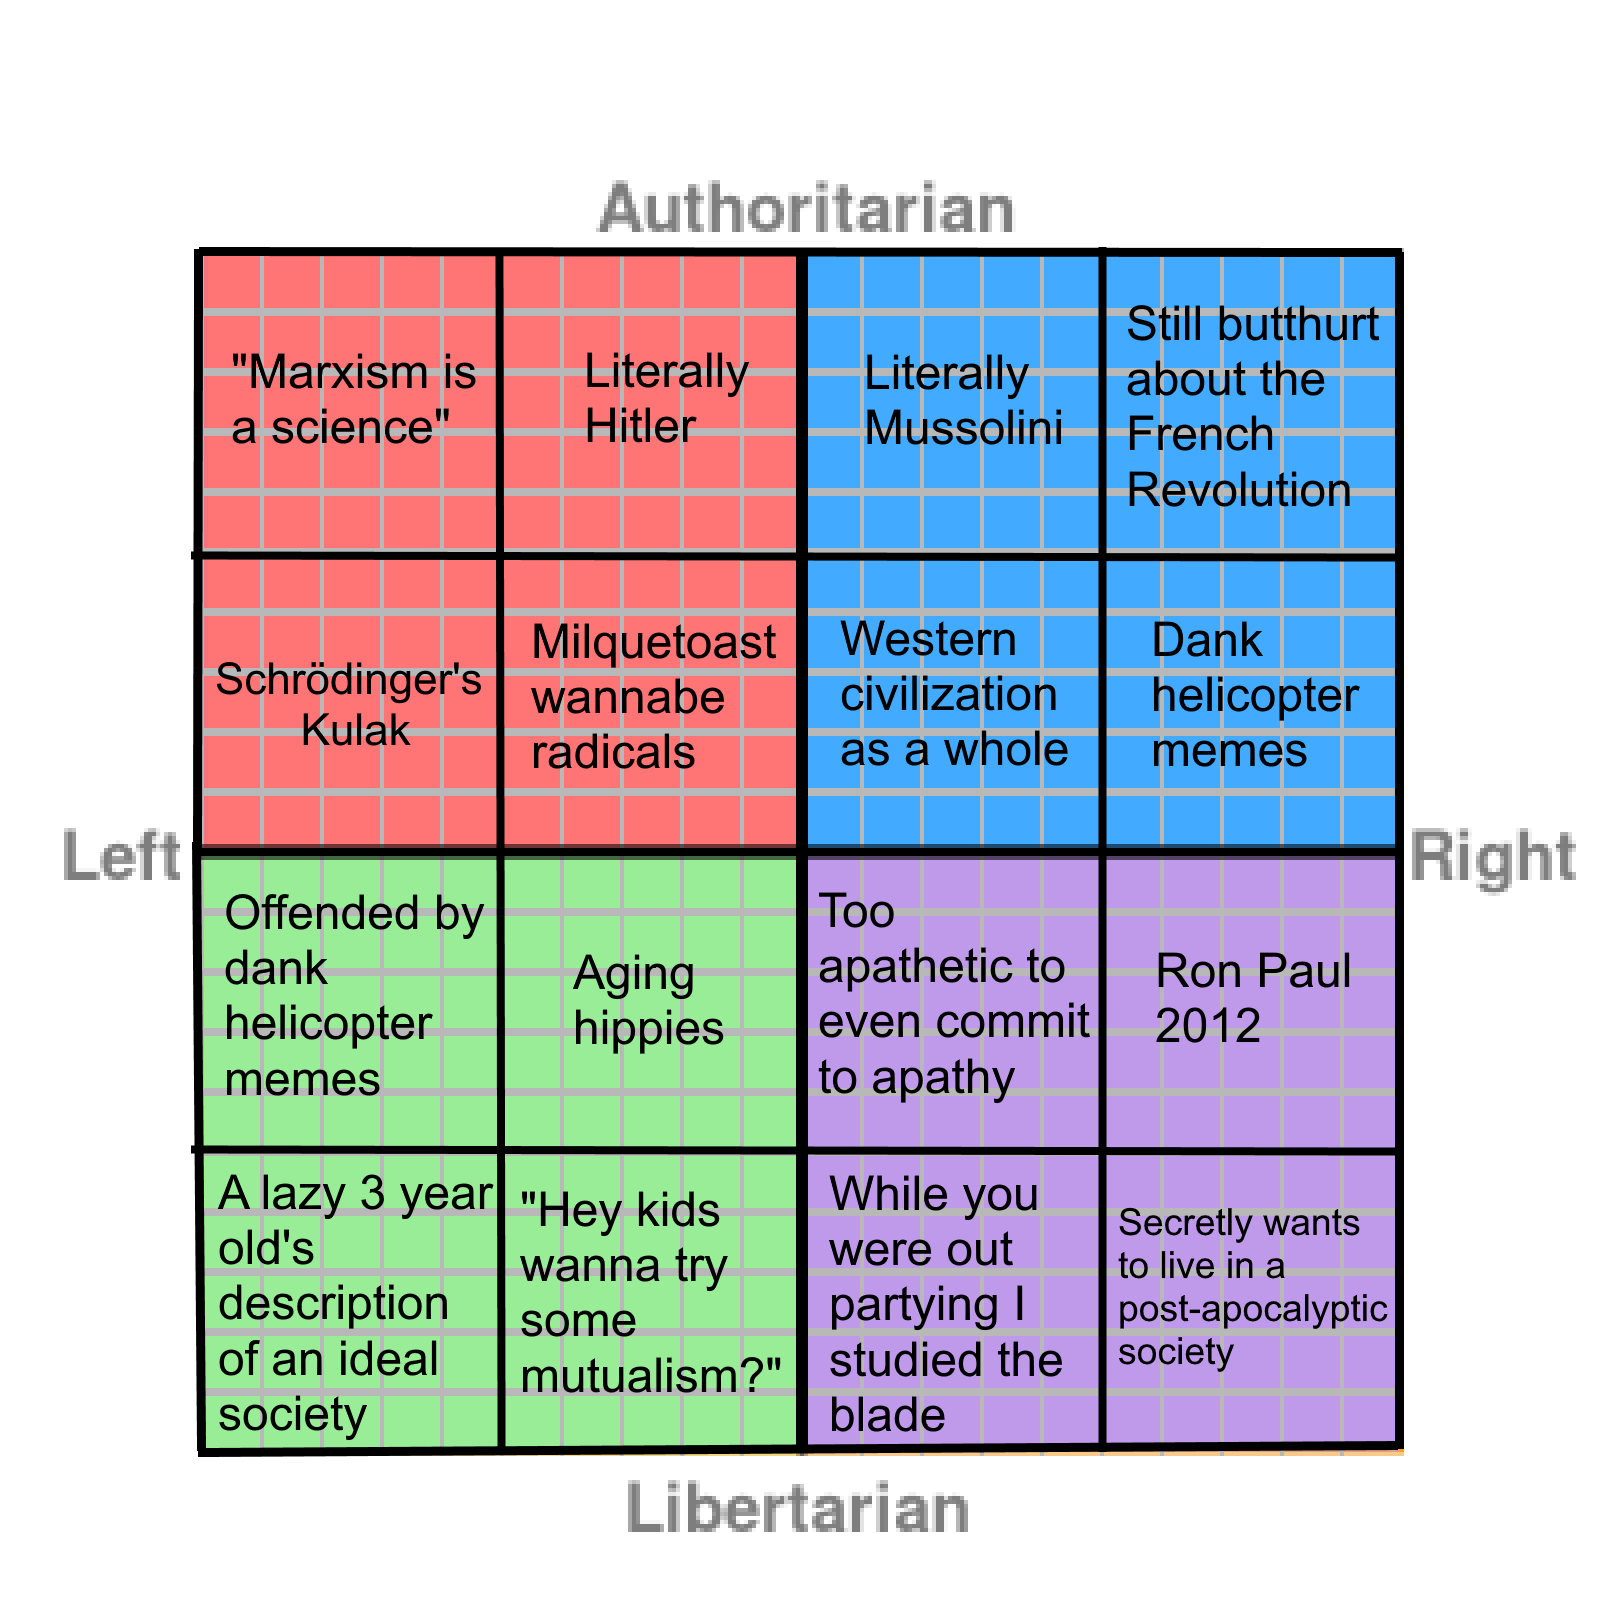 Authoritarian
"Marxism is
a science"
Literally
Hitler
Literally
Mussolini
Still butthurt
about the
French
Revolution
Schrödinger's
Kulak
Milquetoast
wannabe
radicals
Western
civilization
as a whole
Dank
helicopter
memes
Left
Right
Offended by
dank
helicopter
memes
Aging
hippies
Too
apathetic to
even commit
to apathy
Ron Paul
2012
A lazy 3 year
old's
description
of an ideal
society
"Hey kids
wanna try
some
mutualism?"
While you
were out
partying I
studied the
blade
Secretly wants
to live in a
post-apocalyptic
society
Libertarian